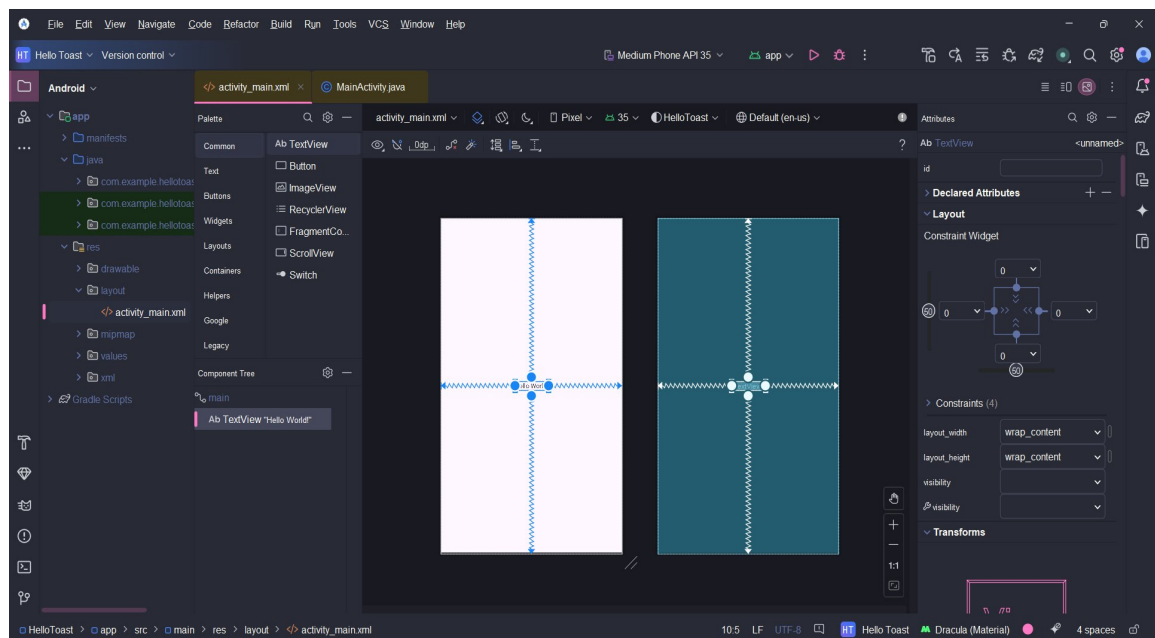 File Edit View Navigate Code Refactor Build Run Tools VCS Window Help
HT Hello Toast Version control Medium Phone API 35 app
Android
activity_main.xml MainActivity.java
app
manifests
java
com.example.hellotoas
com.example.hellotoas
com.example.hellotoas
res
drawable
layout
</> activity_main.xml
mipmap
values
xml
Gradle Scripts
Palette
Common
Text
Buttons
Widgets
Layouts
Containers
Helpers
Google
Legacy
Ab TextView
Button
ImageView
RecyclerView
FragmentCo...
ScrollView
Switch
Component Tree
main
Ab TextView "Hello World!"
activity_main.xml Pixel 35 HelloToast Default (en-us)
0dp
?
1:1
Attributes
Ab TextView <unnamed>
id
Declared Attributes
Layout
Constraint Widget
0
50 0 0
0
50
Constraints (4)
layout_width wrap_content
layout_height wrap_content
visibility
visibility
Transforms
HelloToast > app > src > main > res > layout > </> activity_main.xml
10:5 LF UTF-8 HT Hello Toast Dracula (Material) 4 spaces